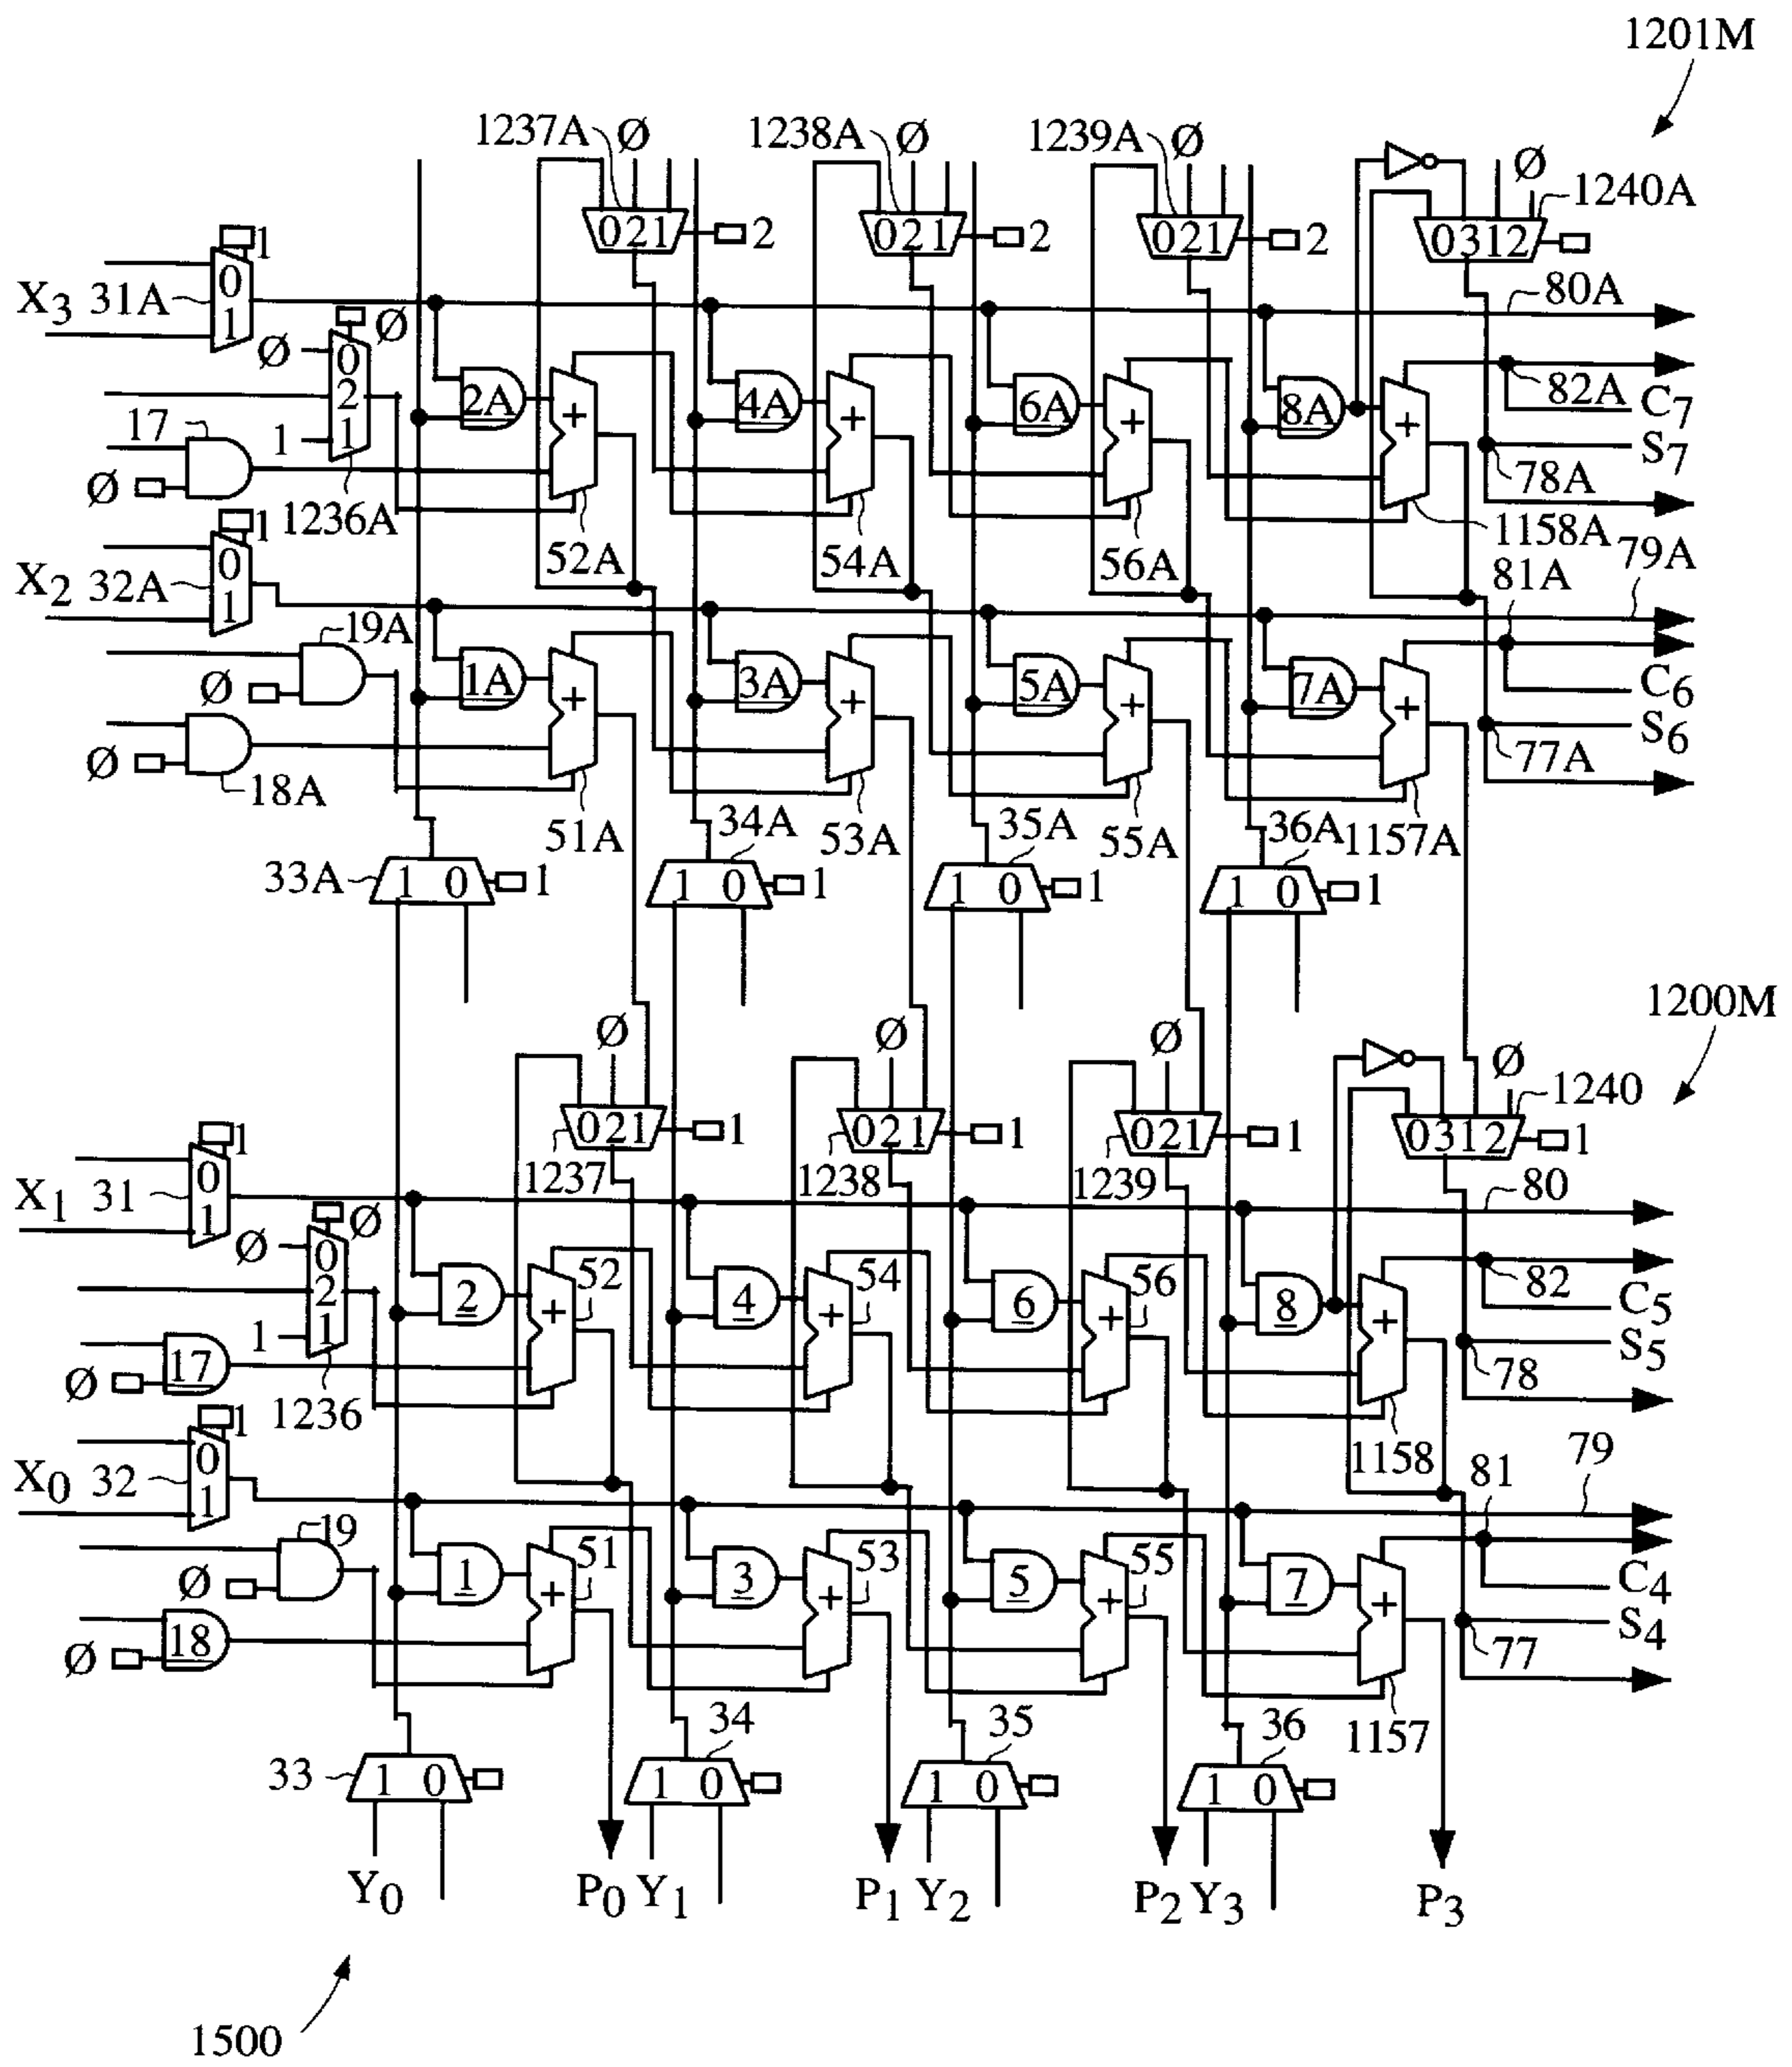 1201M
1237A Ø 1238A Ø 1239A Ø Ø 1240A
021 2 021 2 021 2 0312
1
X3 31A 0 1 80A
Ø Ø 0 2 1
1
17 2A + 4A + 6A + 8A + 82A C7
Ø 1236A S7
78A
1 52A 54A 56A 1158A 79A
X2 32A 0 1 81A
19A
Ø 1A + 3A + 5A + 7A + C6
S6
Ø 18A 77A
51A 34A 53A 35A 55A 36A 1157A
33A 1 0 1 1 0 1 1 0 1 1 0 1
1200M
Ø Ø Ø Ø 1240
021 1 021 1 021 1 0312 1
1237 1238 1239
1
X1 31 0 1 80
Ø Ø 0 2 1
1
2 + 52 4 + 54 6 + 56 8 + 82 C5
17 S5
Ø 1236 78
1 1158 79
X0 32 0 1 81
19
Ø 1 + 51 3 + 53 5 + 55 7 + C4
18 S4
Ø 77
34 35 36 1157
33 1 0 1 0 1 0 1 0
Y0 P0 Y1 P1 Y2 P2 Y3 P3
1500